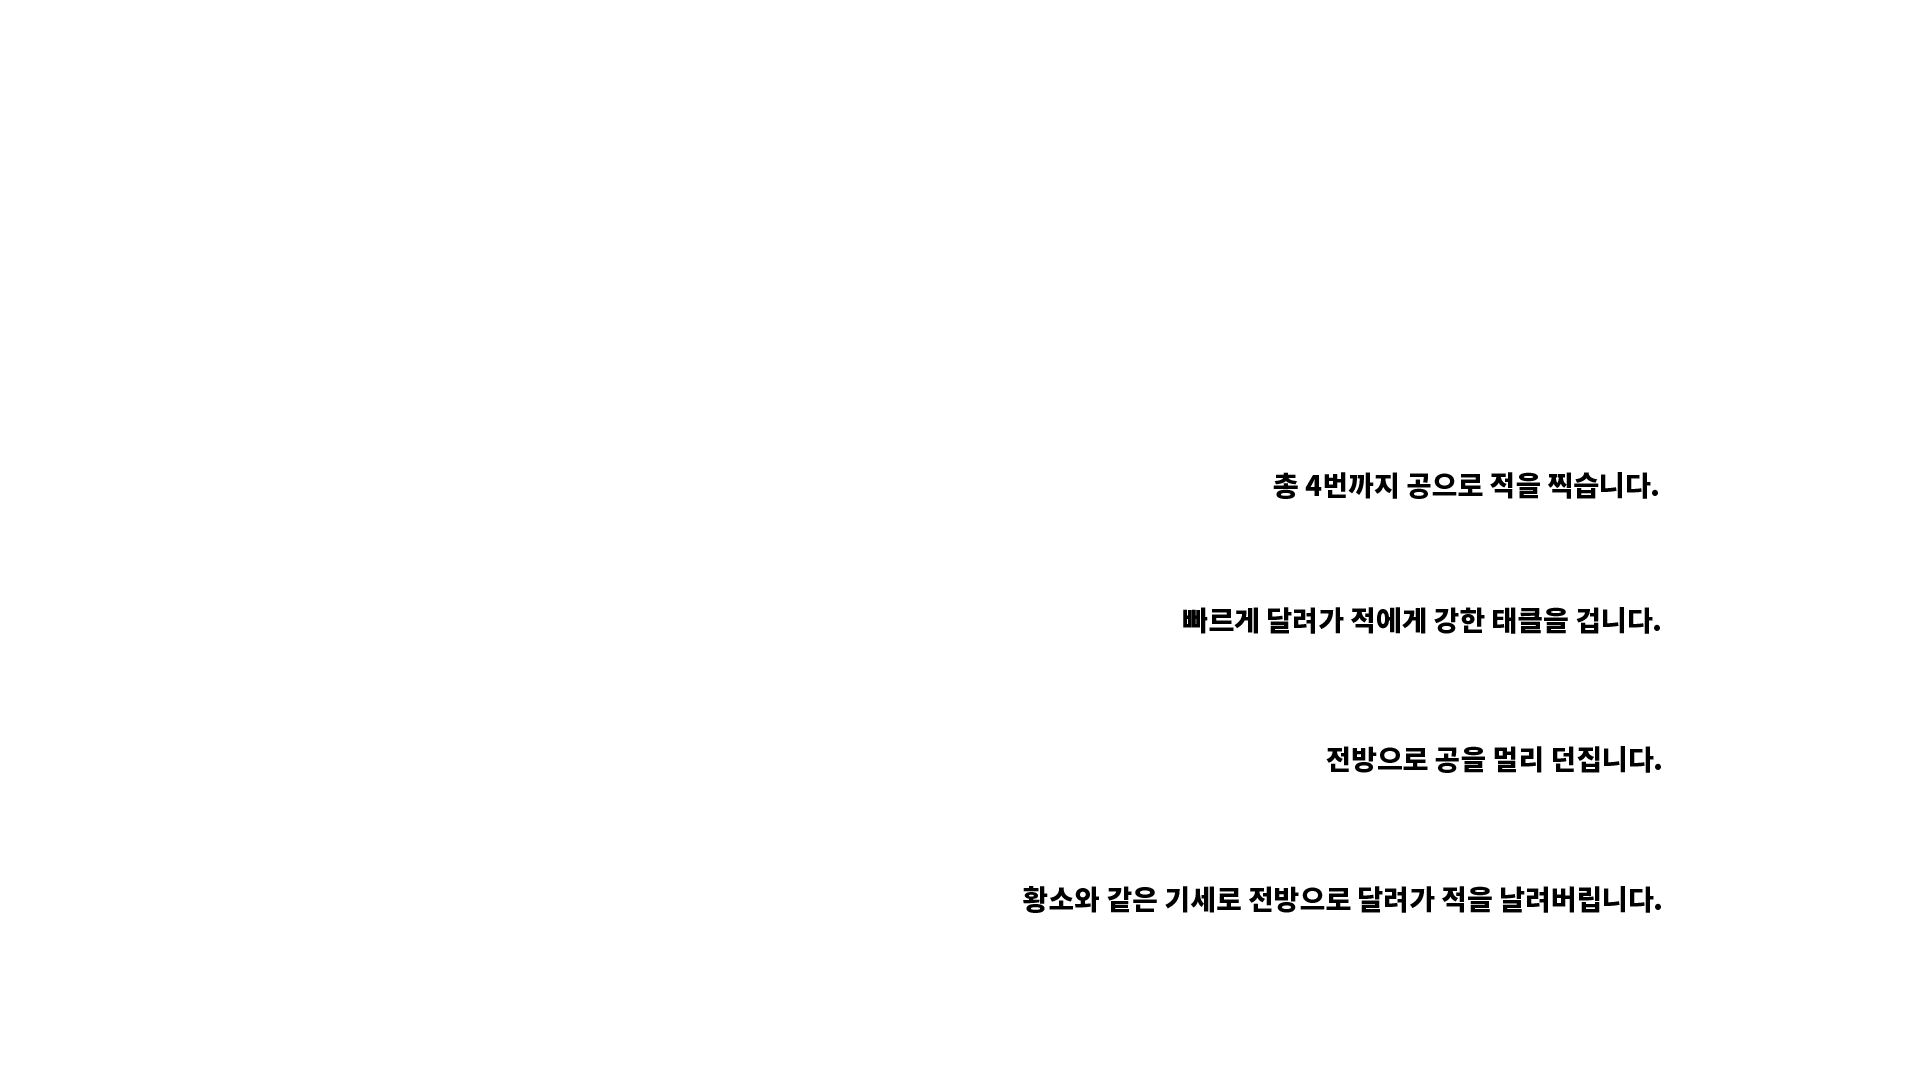 총 4번까지 공으로 적을 찍습니다.
빠르게 달려가 적에게 강한 태클을 겁니다.
전방으로 공을 멀리 던집니다.
황소와 같은 기세로 전방으로 달려가 적을 날려버립니다.